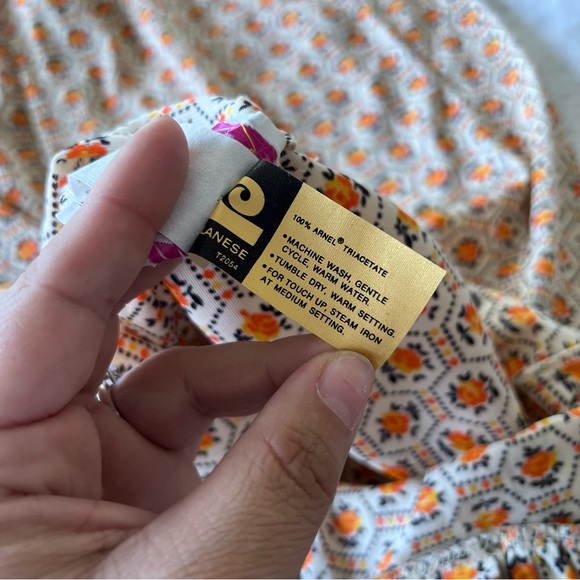 LANESE
T2054
100% ARNEL® TRIACETATE
•MACHINE WASH, GENTLE
CYCLE, WARM WATER.
•TUMBLE DRY, WARM SETTING.
•FOR TOUCH UP, STEAM IRON
AT MEDIUM SETTING.